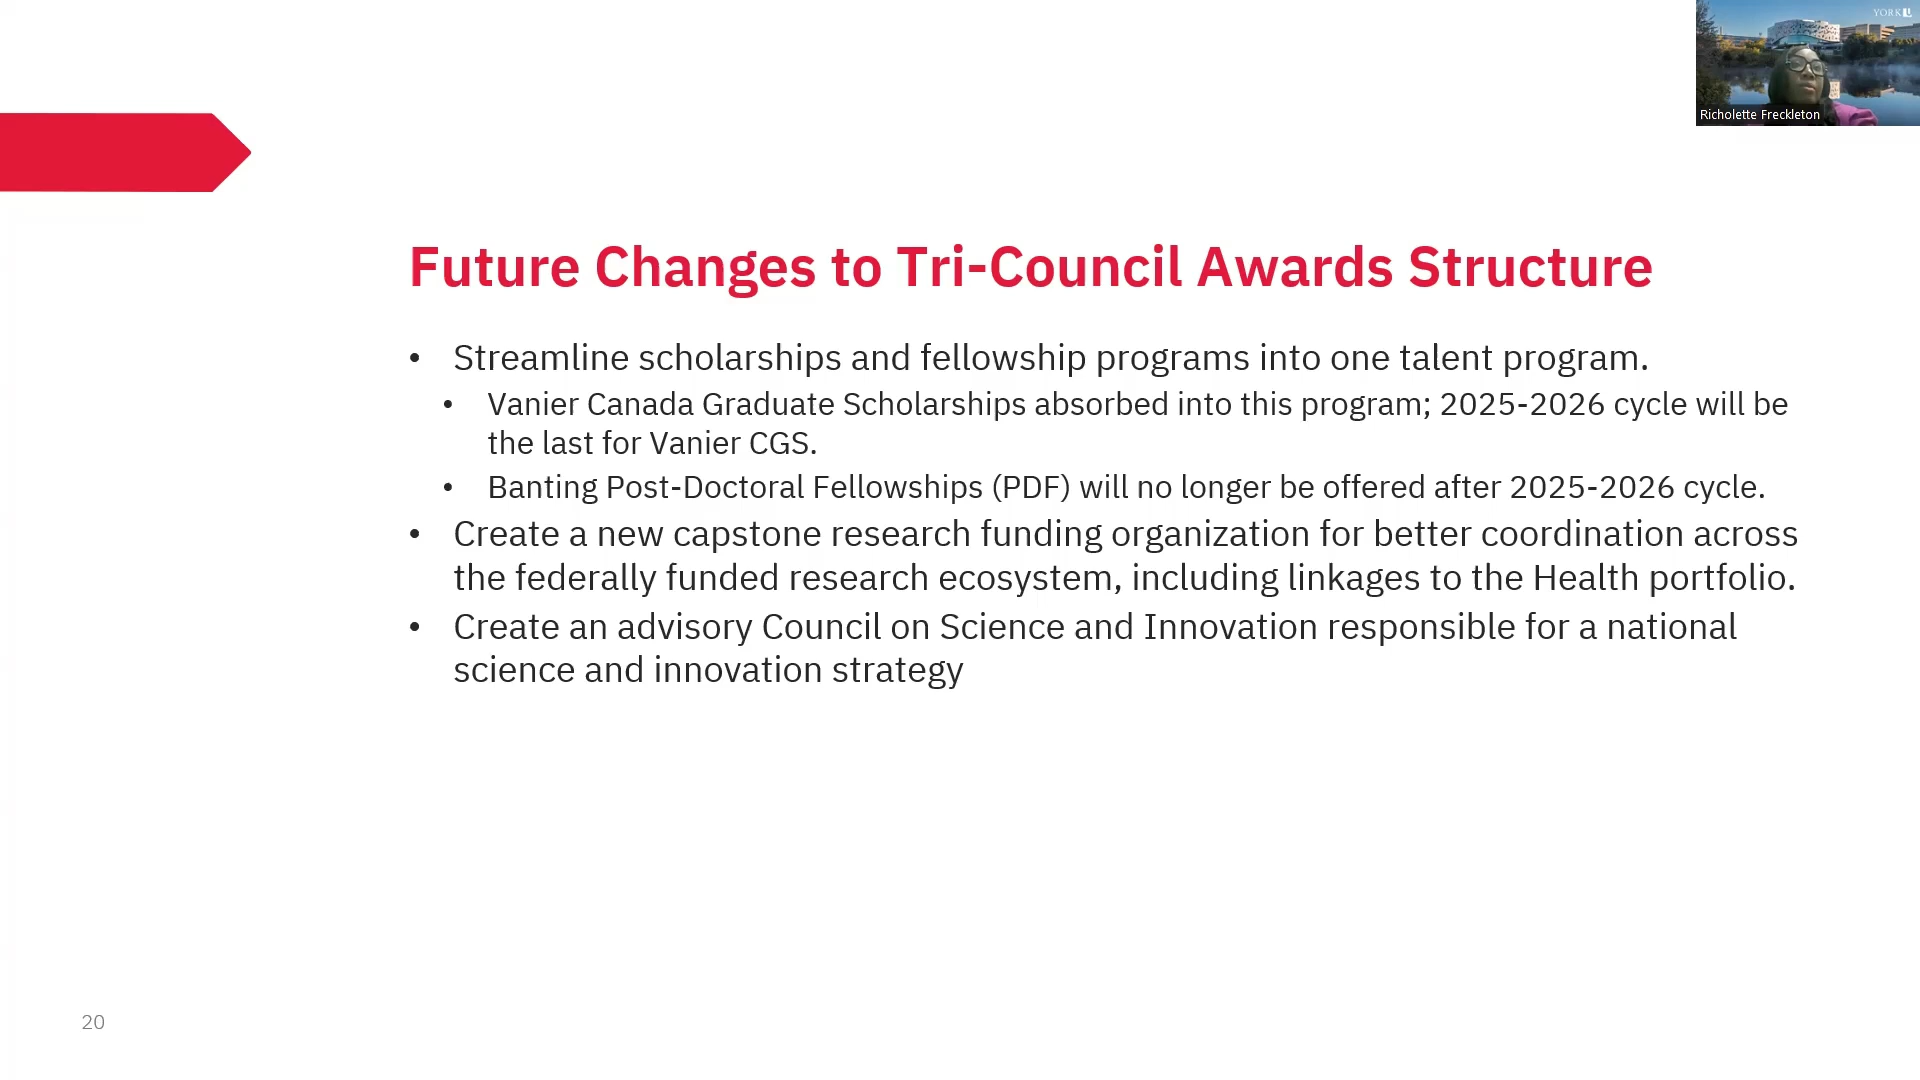 YORK U
Richolette Freckleton
Future Changes to Tri-Council Awards Structure
• Streamline scholarships and fellowship programs into one talent program.
• Vanier Canada Graduate Scholarships absorbed into this program; 2025-2026 cycle will be
the last for Vanier CGS.
• Banting Post-Doctoral Fellowships (PDF) will no longer be offered after 2025-2026 cycle.
• Create a new capstone research funding organization for better coordination across
the federally funded research ecosystem, including linkages to the Health portfolio.
• Create an advisory Council on Science and Innovation responsible for a national
science and innovation strategy
20